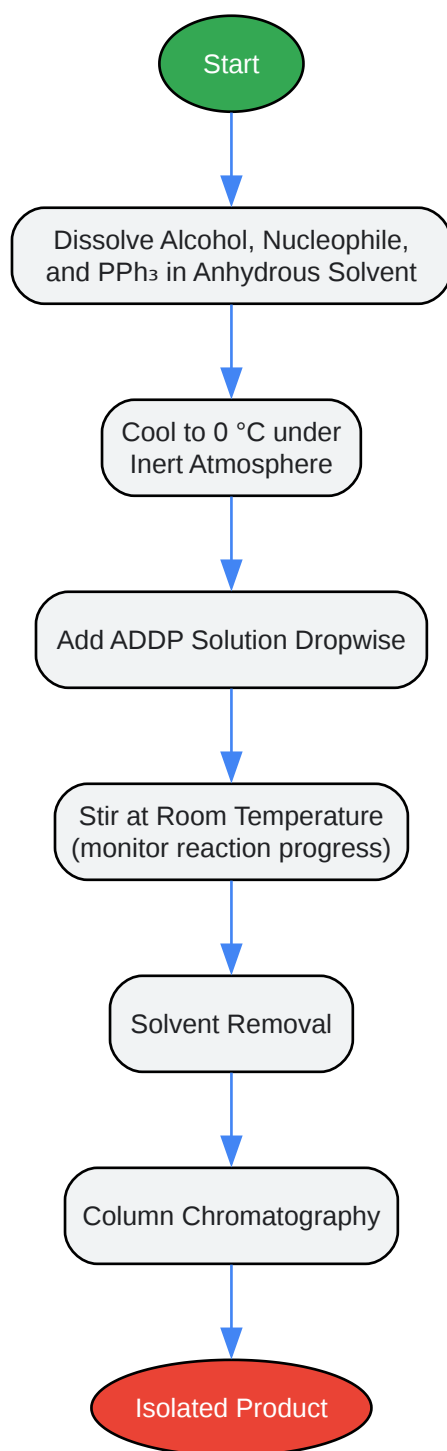 Start
Dissolve Alcohol, Nucleophile,
and PPh₃ in Anhydrous Solvent
Cool to 0 °C under
Inert Atmosphere
Add ADDP Solution Dropwise
Stir at Room Temperature
(monitor reaction progress)
Solvent Removal
Column Chromatography
Isolated Product